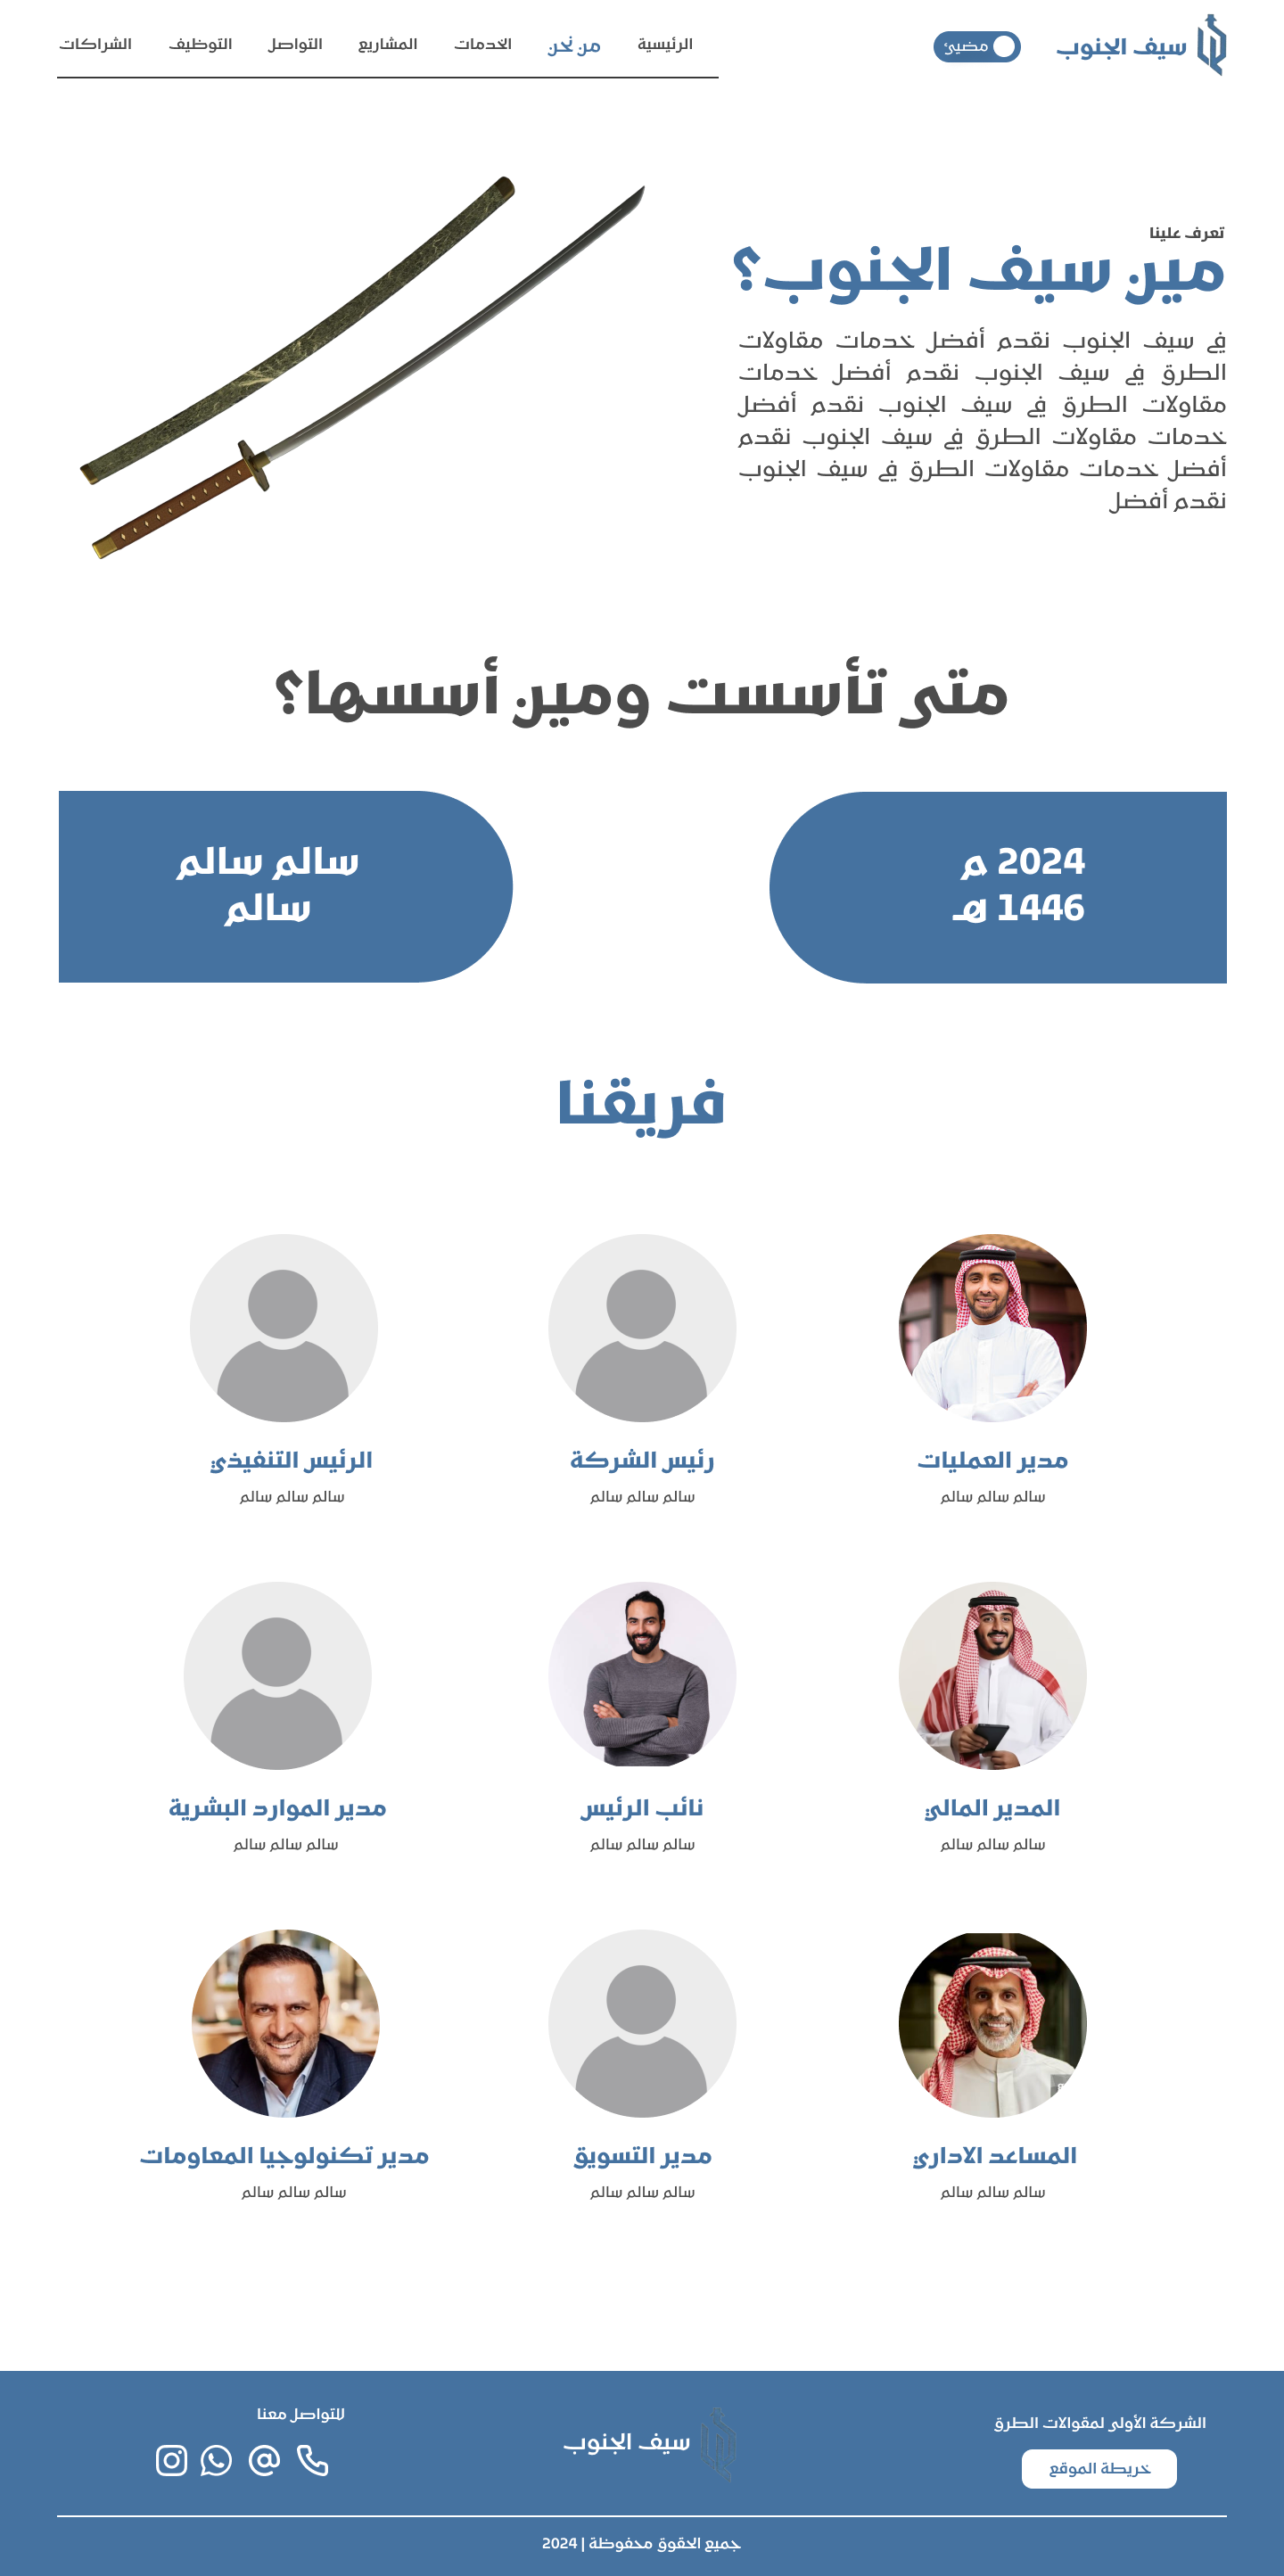 سيف الجنوب
مضيئ
الرئيسية
من نحن
الخدمات
المشاريع
التواصل
التوظيف
الشراكات
تعرف علينا
مين سيف الجنوب؟
في سيف الجنوب نقدم أفضل خدمات مقاولات
الطرق في سيف الجنوب نقدم أفضل خدمات
مقاولات الطرق في سيف الجنوب نقدم أفضل
خدمات مقاولات الطرق في سيف الجنوب نقدم
أفضل خدمات مقاولات الطرق في سيف الجنوب
نقدم أفضل
متى تأسست ومين أسسها؟
2024 م
1446 هـ
سالم سالم
سالم
فريقنا
مدير العمليات
سالم سالم سالم
رئيس الشركة
سالم سالم سالم
الرئيس التنفيذي
سالم سالم سالم
المدير المالي
سالم سالم سالم
نائب الرئيس
سالم سالم سالم
مدير الموارد البشرية
سالم سالم سالم
المساعد الاداري
سالم سالم سالم
مدير التسويق
سالم سالم سالم
مدير تكنولوجيا المعاومات
سالم سالم سالم
الشركة الأولى لمقولات الطرق
خريطة الموقع
سيف الجنوب
للتواصل معنا
جميع الحقوق محفوظة | 2024